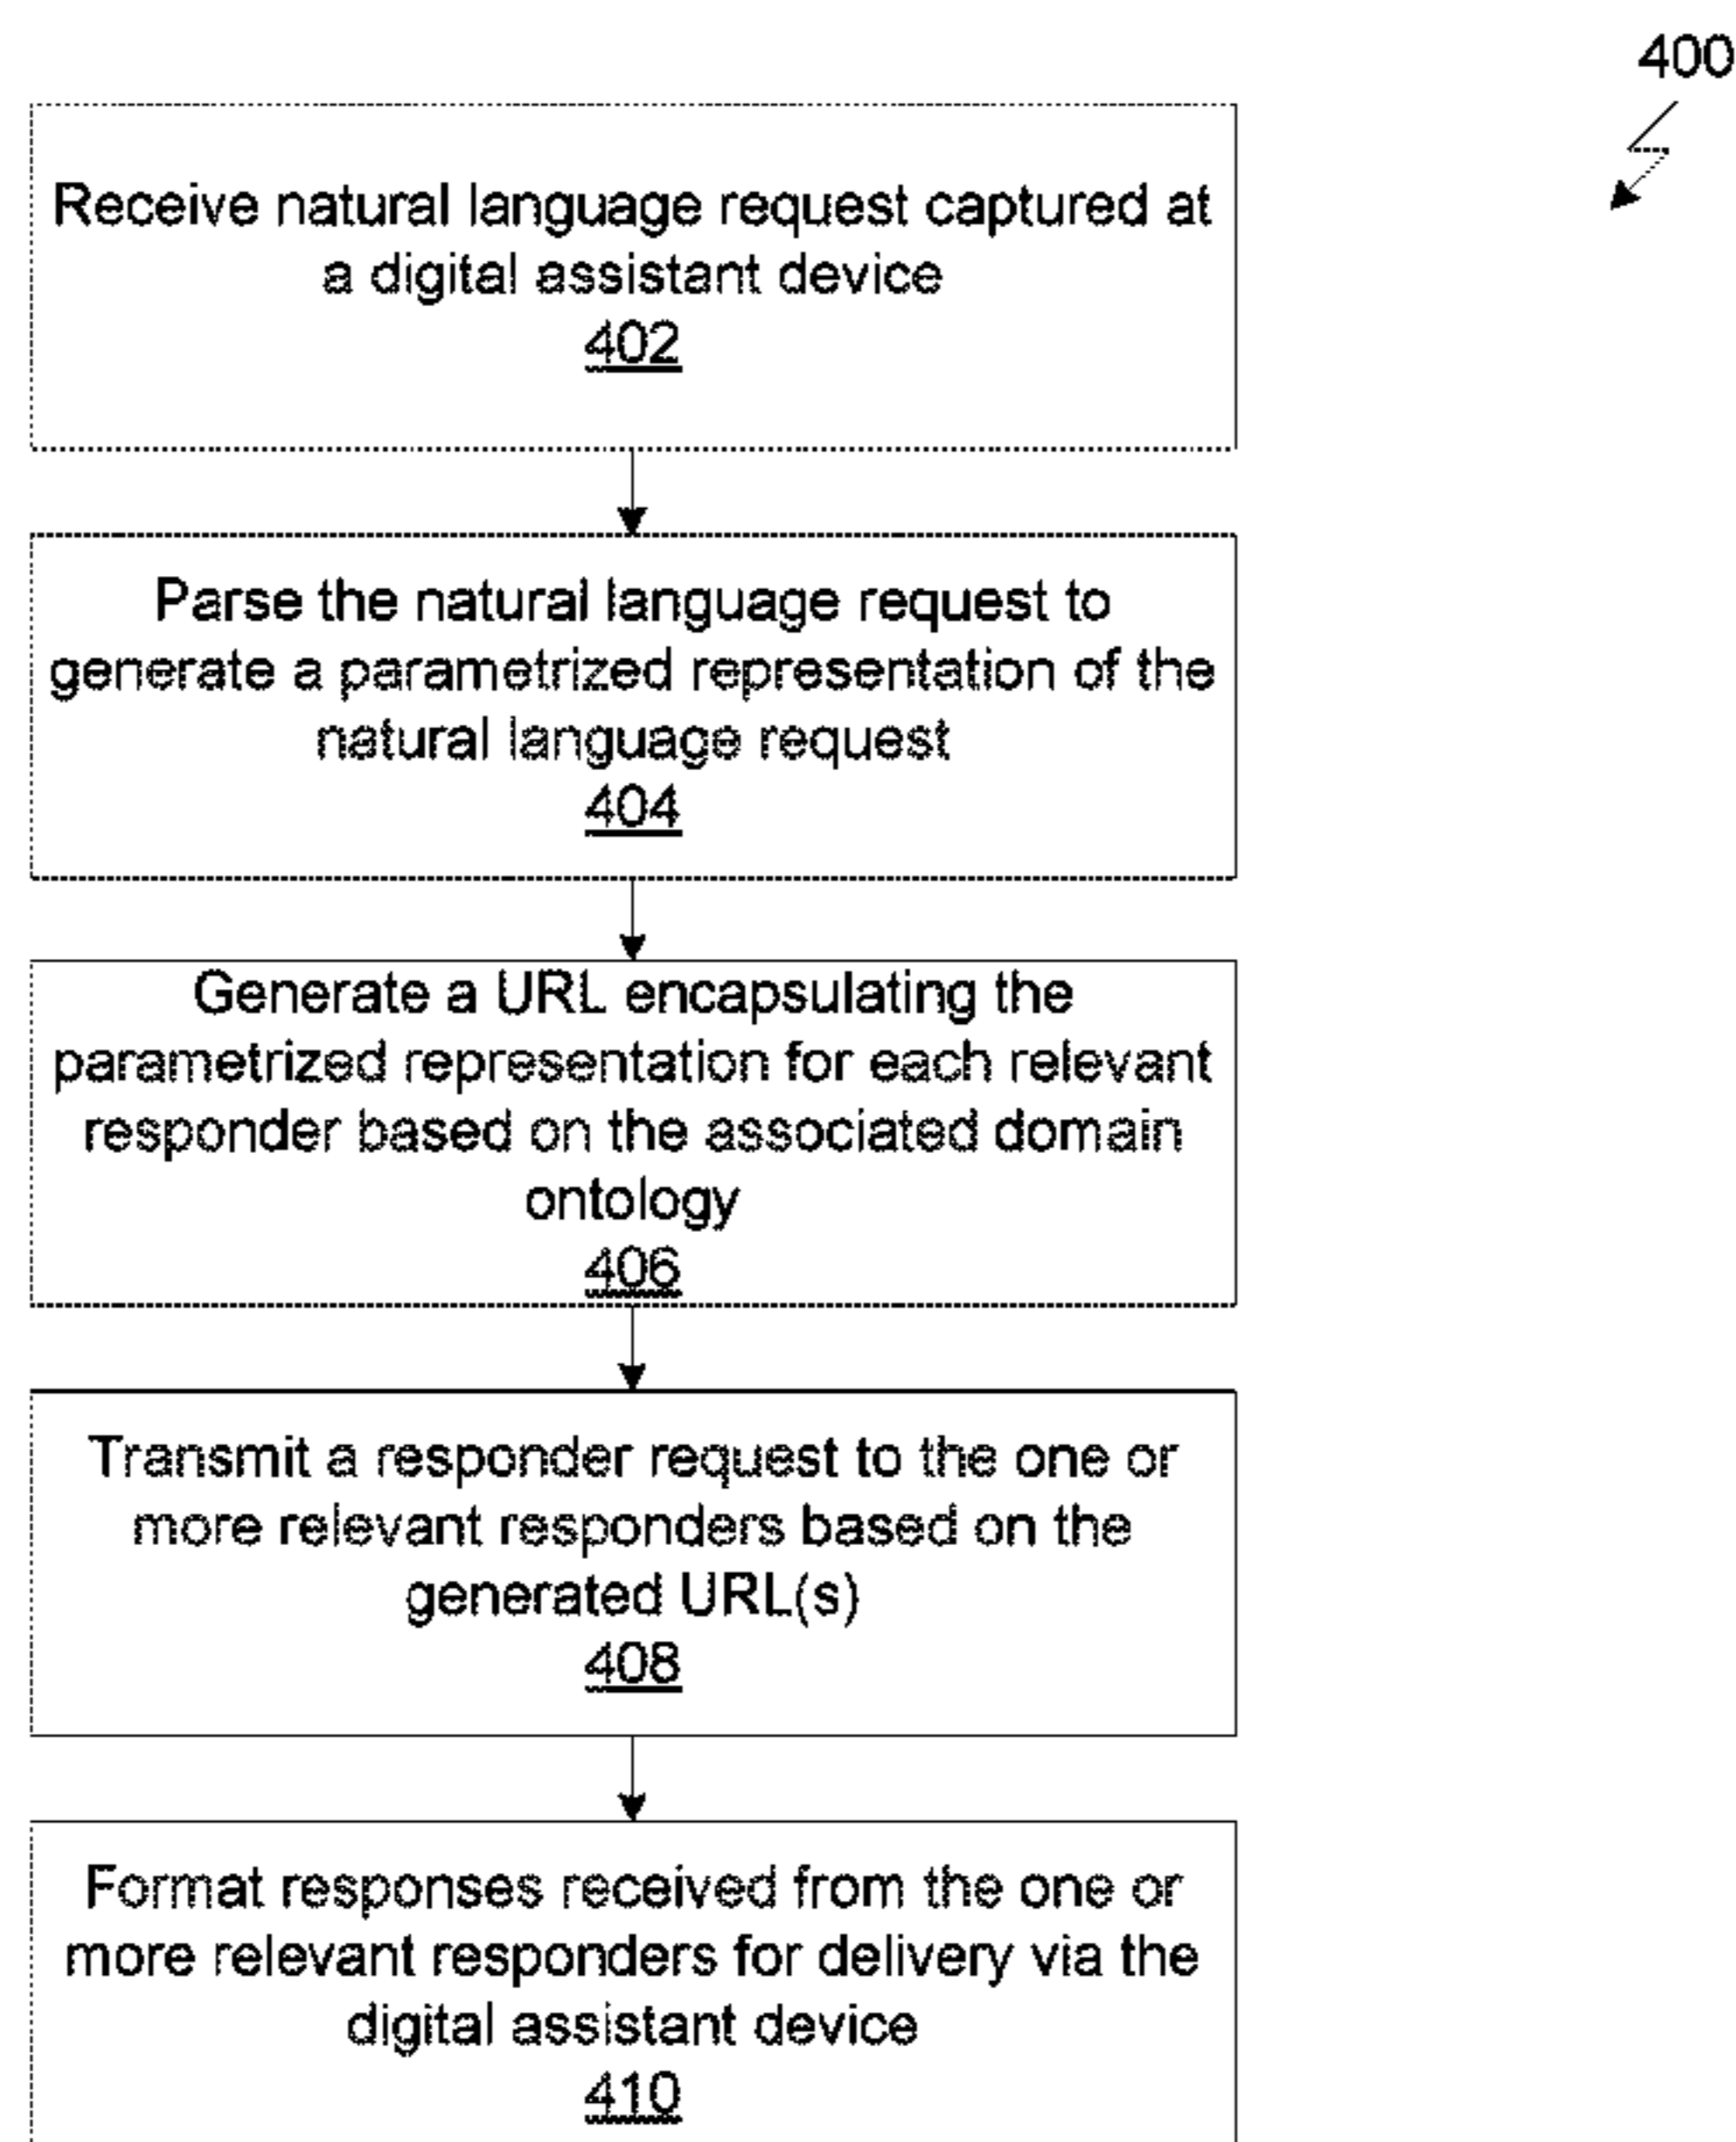 400
Receive natural language request captured at
a digital assistant device
402
Parse the natural language request to
generate a parametrized representation of the
natural language request
404
Generate a URL encapsulating the
parametrized representation for each relevant
responder based on the associated domain
ontology
406
Transmit a responder request to the one or
more relevant responders based on the
generated URL(s)
408
Format responses received from the one or
more relevant responders for delivery via the
digital assistant device
410